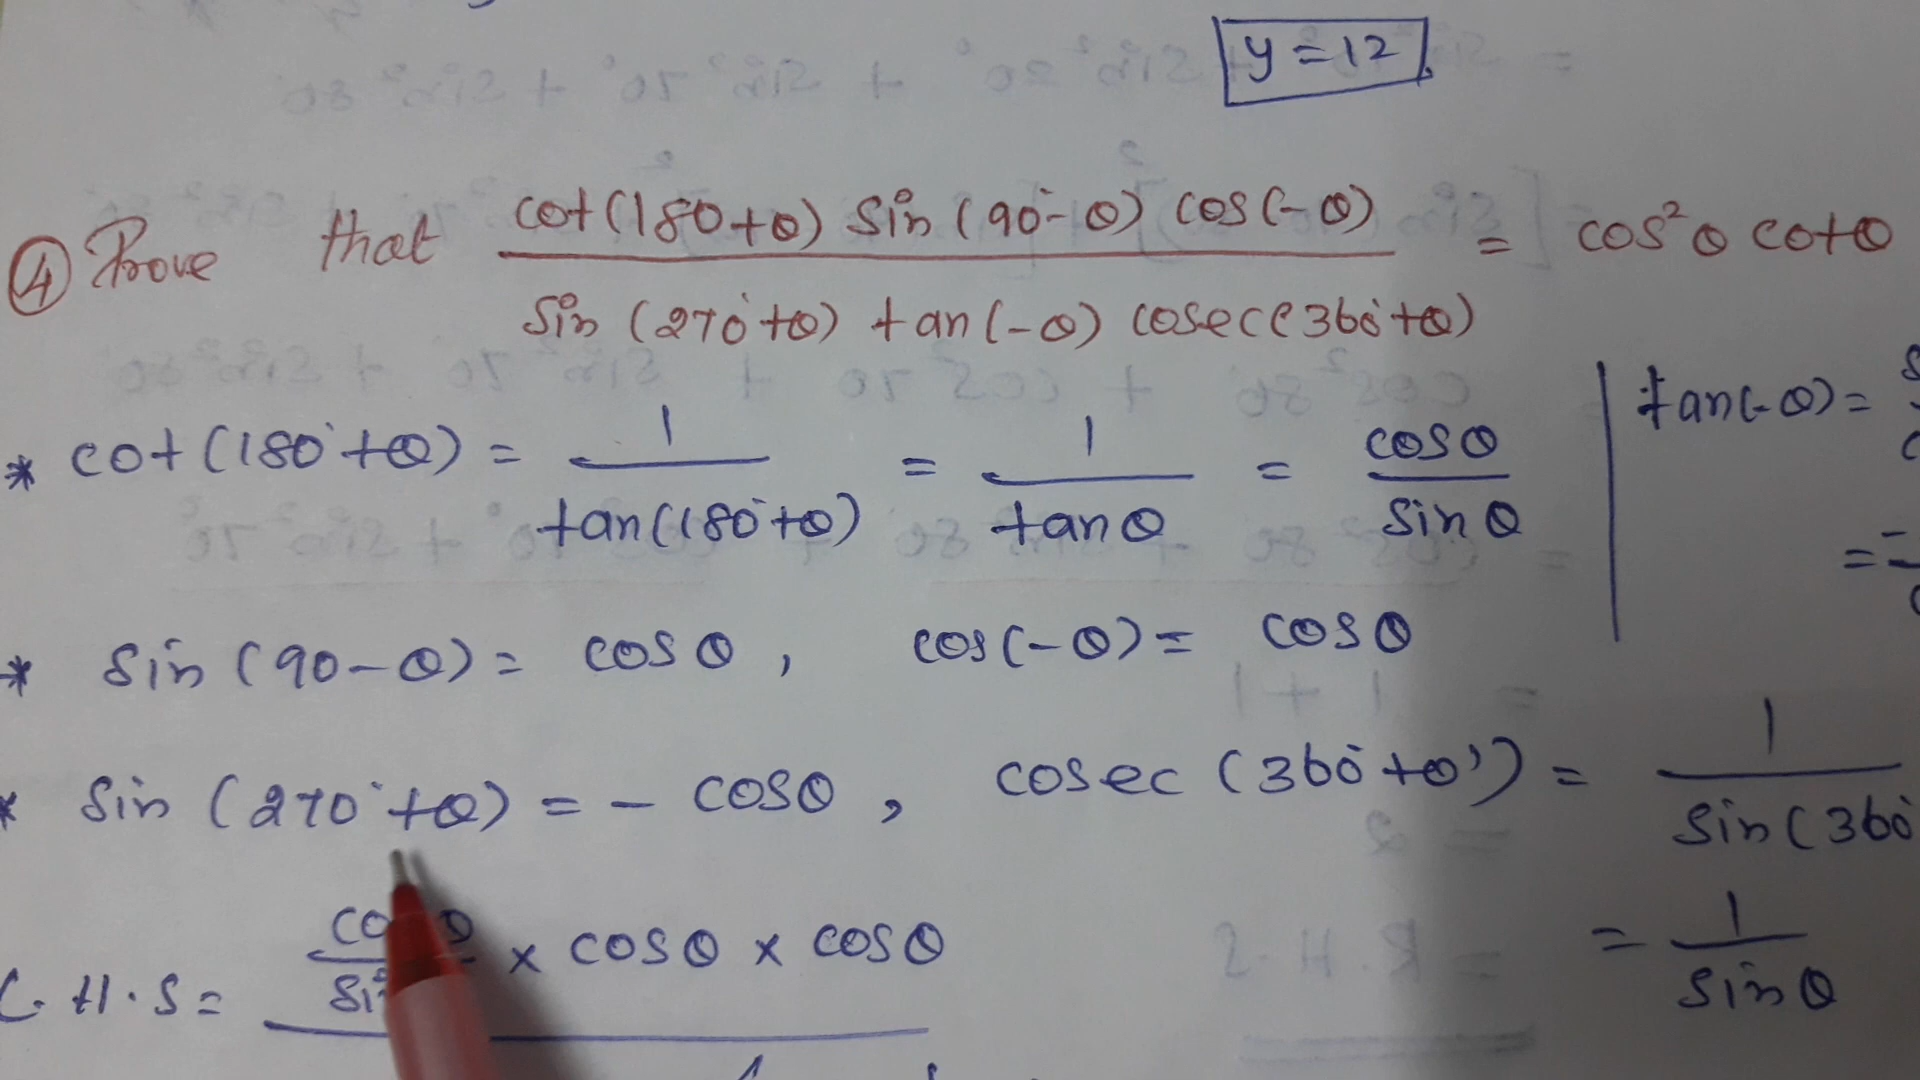 y = 12
④ Prove that cot(180+θ) sin(90°-θ) cos(-θ) / sin(270°+θ) tan(-θ) cosec(360°+θ) = cos²θ cotθ
* cot(180°+θ) = 1 / tan(180°+θ) = 1 / tanθ = cosθ / sinθ
tan(-θ) =
=
* sin(90-θ) = cosθ, cos(-θ) = cosθ
* sin(270°+θ) = - cosθ, cosec(360°+θ') = 1 / sin(360°
= 1 / sinθ
L.H.S = × cosθ × cosθ